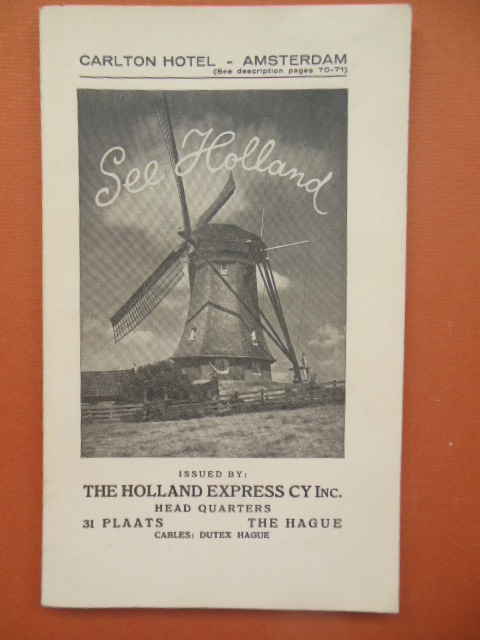 CARLTON HOTEL - AMSTERDAM
(See description pages 70-71)
See Holland
ISSUED BY:
THE HOLLAND EXPRESS CY INC.
HEAD QUARTERS
31 PLAATS THE HAGUE
CABLES: DUTEX HAGUE